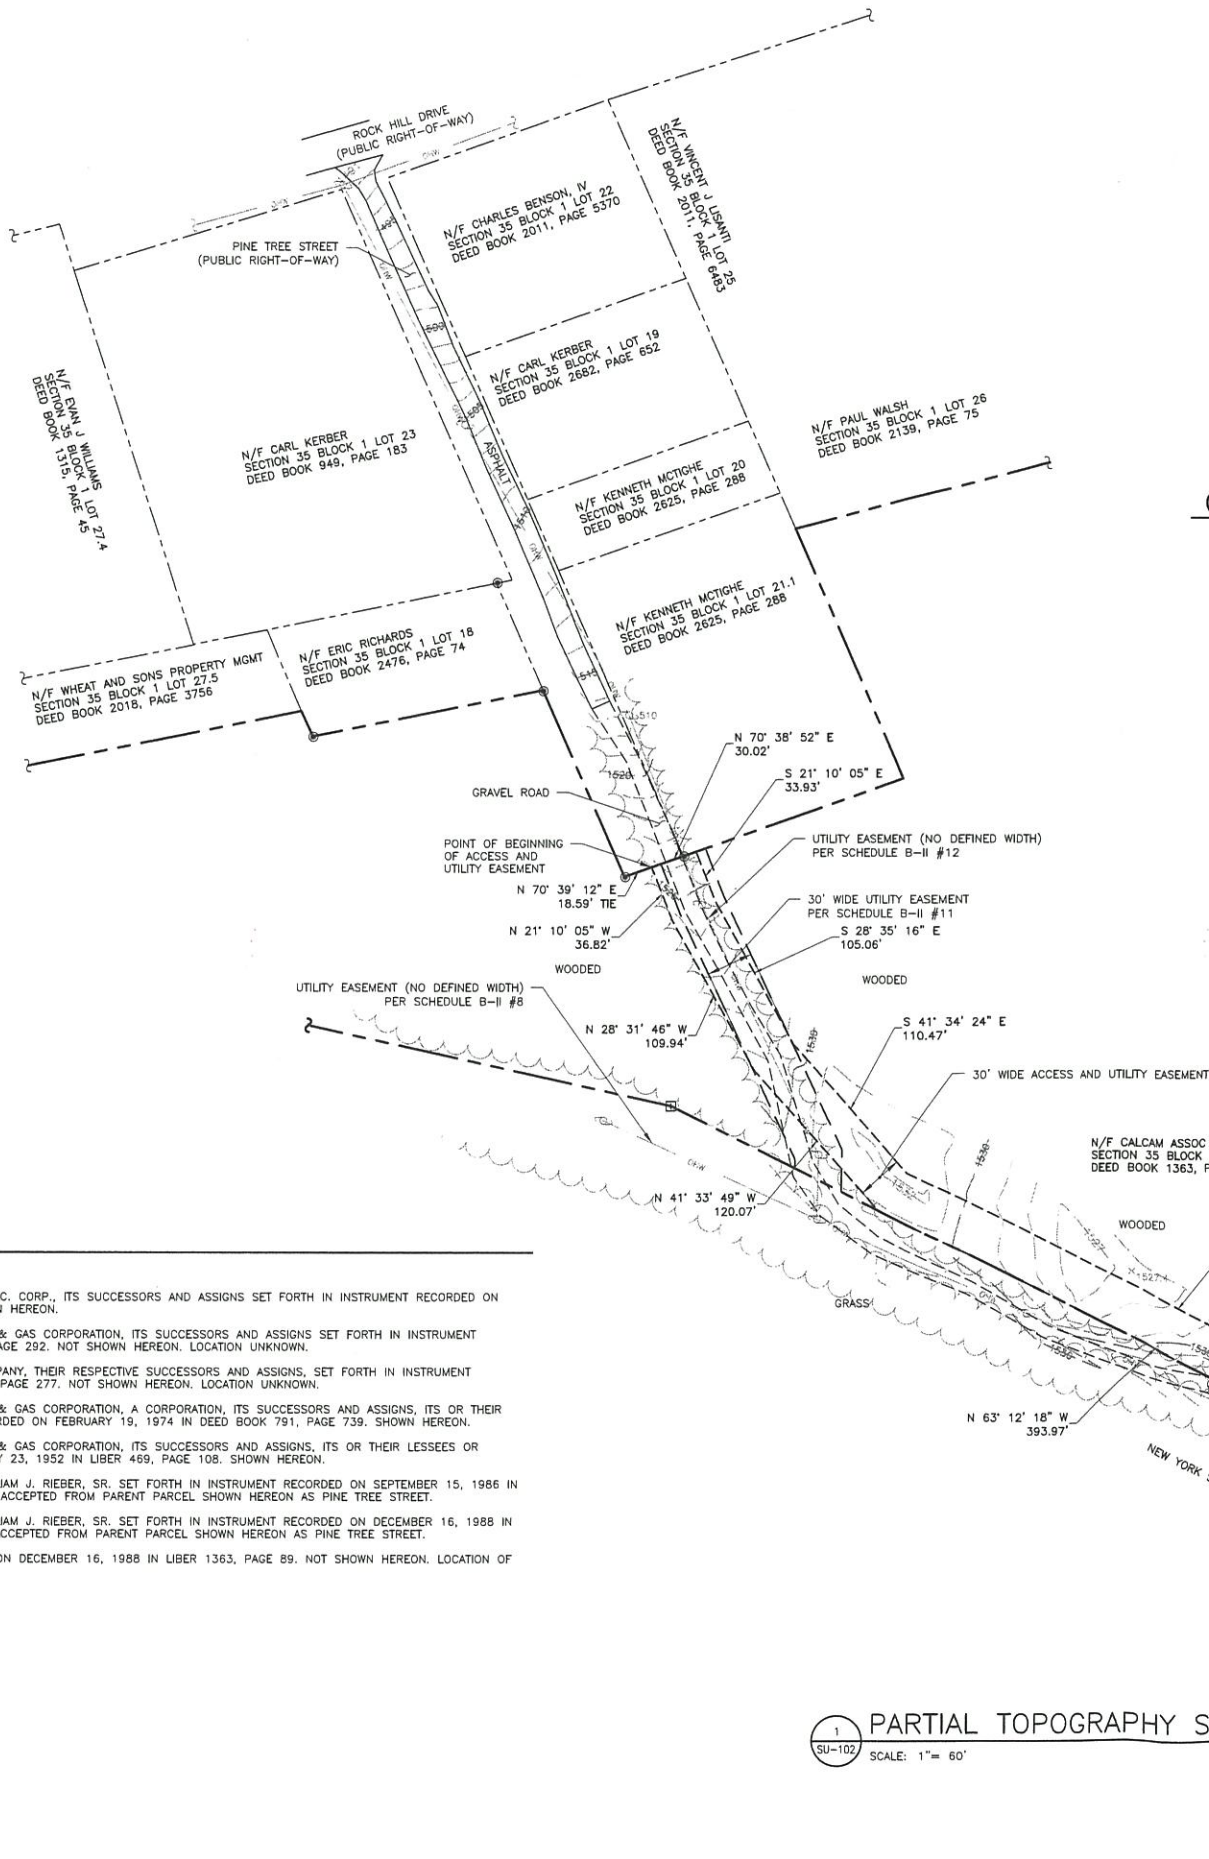 ROCK HILL DRIVE
(PUBLIC RIGHT-OF-WAY)
OHW
OHW
N/F VINCENT J LISANTI
SECTION 35 BLOCK 1 LOT 25
DEED BOOK 2011, PAGE 6483
N/F CHARLES BENSON, IV
SECTION 35 BLOCK 1 LOT 22
DEED BOOK 2011, PAGE 5370
PINE TREE STREET
(PUBLIC RIGHT-OF-WAY)
OHW
N/F CARL KERBER
SECTION 35 BLOCK 1 LOT 19
DEED BOOK 2682, PAGE 652
N/F EVAN J WILLIAMS
SECTION 35 BLOCK 1 LOT 27.4
DEED BOOK 1315, PAGE 45
N/F CARL KERBER
SECTION 35 BLOCK 1 LOT 23
DEED BOOK 949, PAGE 183
ASPHALT
N/F PAUL WALSH
SECTION 35 BLOCK 1 LOT 26
DEED BOOK 2139, PAGE 75
N/F KENNETH MCTIGHE
SECTION 35 BLOCK 1 LOT 20
DEED BOOK 2625, PAGE 288
OHW
N/F KENNETH MCTIGHE
SECTION 35 BLOCK 1 LOT 21.1
DEED BOOK 2625, PAGE 288
N/F ERIC RICHARDS
SECTION 35 BLOCK 1 LOT 18
DEED BOOK 2476, PAGE 74
N/F WHEAT AND SONS PROPERTY MGMT
SECTION 35 BLOCK 1 LOT 27.5
DEED BOOK 2018, PAGE 3756
1515
1510
1520
N 70° 38' 52" E
30.02'
S 21° 10' 05" E
33.93'
GRAVEL ROAD
UTILITY EASEMENT (NO DEFINED WIDTH)
PER SCHEDULE B-II #12
POINT OF BEGINNING
OF ACCESS AND
UTILITY EASEMENT
N 70° 39' 12" E
18.59' TIE
30' WIDE UTILITY EASEMENT
PER SCHEDULE B-II #11
N 21° 10' 05" W
36.82'
S 28° 35' 16" E
105.06'
WOODED
WOODED
UTILITY EASEMENT (NO DEFINED WIDTH)
PER SCHEDULE B-II #8
N 28° 31' 46" W
109.94'
S 41° 34' 24" E
110.47'
1530
30' WIDE ACCESS AND UTILITY EASEMENT
N/F CALCAM ASSOC
SECTION 35 BLOCK
DEED BOOK 1363, P
1530
OHW
N 41° 33' 49" W
120.07'
WOODED
1527
1527.4
GRASS
1530
N 63° 12' 18" W
393.97'
NEW YORK S
C. CORP., ITS SUCCESSORS AND ASSIGNS SET FORTH IN INSTRUMENT RECORDED ON
N HEREON.
& GAS CORPORATION, ITS SUCCESSORS AND ASSIGNS SET FORTH IN INSTRUMENT
AGE 292. NOT SHOWN HEREON. LOCATION UNKNOWN.
PANY, THEIR RESPECTIVE SUCCESSORS AND ASSIGNS, SET FORTH IN INSTRUMENT
PAGE 277. NOT SHOWN HEREON. LOCATION UNKNOWN.
& GAS CORPORATION, A CORPORATION, ITS SUCCESSORS AND ASSIGNS, ITS OR THEIR
RDED ON FEBRUARY 19, 1974 IN DEED BOOK 791, PAGE 739. SHOWN HEREON.
& GAS CORPORATION, ITS SUCCESSORS AND ASSIGNS, ITS OR THEIR LESSEES OR
Y 23, 1952 IN LIBER 469, PAGE 108. SHOWN HEREON.
IAM J. RIEBER, SR. SET FORTH IN INSTRUMENT RECORDED ON SEPTEMBER 15, 1986 IN
ACCEPTED FROM PARENT PARCEL SHOWN HEREON AS PINE TREE STREET.
IAM J. RIEBER, SR. SET FORTH IN INSTRUMENT RECORDED ON DECEMBER 16, 1988 IN
CCEPTED FROM PARENT PARCEL SHOWN HEREON AS PINE TREE STREET.
ON DECEMBER 16, 1988 IN LIBER 1363, PAGE 89. NOT SHOWN HEREON. LOCATION OF
1
SU-102
PARTIAL TOPOGRAPHY S
SCALE: 1"= 60'